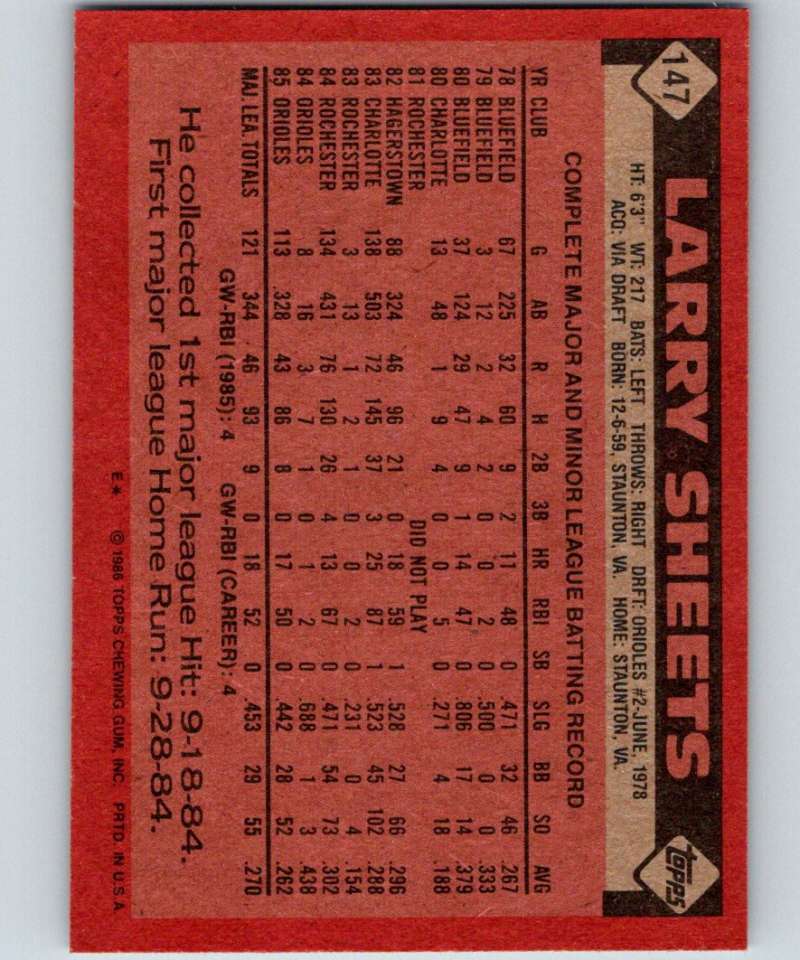 147
LARRY SHEETS
topps
HT: 6'3" WT: 217 BATS: LEFT THROWS: RIGHT DRFT: ORIOLES #2-JUNE, 1978
ACQ: VIA DRAFT BORN: 12-6-59, STAUNTON, VA. HOME: STAUNTON, VA.
COMPLETE MAJOR AND MINOR LEAGUE BATTING RECORD
YR CLUB G AB R H 2B 3B HR RBI SB SLG BB SO AVG
78 BLUEFIELD 67 225 32 60 9 2 11 48 0 .471 32 46 .267
79 BLUEFIELD 3 12 2 4 2 0 0 2 0 .500 0 0 .333
80 BLUEFIELD 37 124 29 47 9 1 14 47 0 .806 17 14 .379
80 CHARLOTTE 13 48 1 9 4 0 0 5 0 .271 4 18 .188
81 ROCHESTER DID NOT PLAY
82 HAGERSTOWN 88 324 46 96 21 0 18 59 1 .528 27 66 .296
83 CHARLOTTE 138 503 72 145 37 3 25 87 1 .523 45 102 .288
83 ROCHESTER 3 13 1 2 1 0 0 2 0 .231 0 4 .154
84 ROCHESTER 134 431 76 130 26 4 13 67 0 .471 54 73 .302
84 ORIOLES 8 16 3 7 1 0 1 2 0 .688 1 3 .438
85 ORIOLES 113 .328 43 86 8 0 17 50 0 .442 28 52 .262
MAJ LEA. TOTALS 121 344 46 93 9 0 18 52 0 .453 29 55 .270
GW-RBI (1985): 4 GW-RBI (CAREER): 4
He collected 1st major league Hit: 9-18-84.
First major league Home Run: 9-28-84.
E* © 1986 TOPPS CHEWING GUM, INC. PRTD. IN U.S.A.